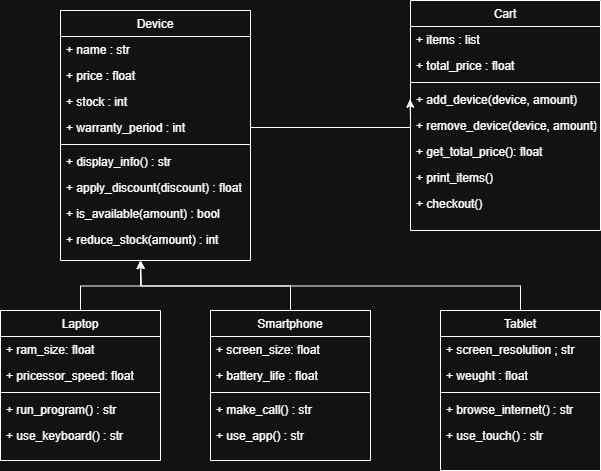 Device
+ name : str
+ price : float
+ stock : int
+ warranty_period : int
+ display_info() : str
+ apply_discount(discount) : float
+ is_available(amount) : bool
+ reduce_stock(amount) : int
Cart
+ items : list
+ total_price : float
+ add_device(device, amount)
+ remove_device(device, amount)
+ get_total_price(): float
+ print_items()
+ checkout()
Laptop
+ ram_size: float
+ pricessor_speed: float
+ run_program() : str
+ use_keyboard() : str
Smartphone
+ screen_size: float
+ battery_life : float
+ make_call() : str
+ use_app() : str
Tablet
+ screen_resolution ; str
+ weught : float
+ browse_internet() : str
+ use_touch() : str